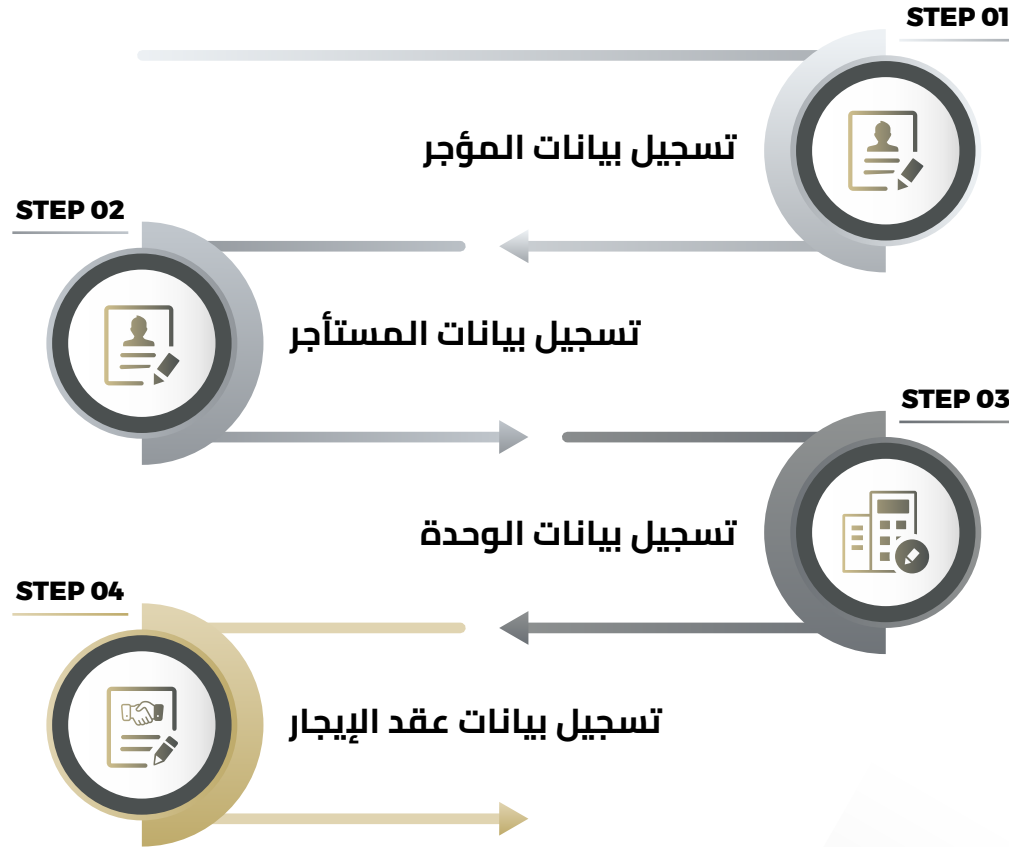 STEP 01
تسجيل بيانات المؤجر
STEP 02
تسجيل بيانات المستأجر
STEP 03
تسجيل بيانات الوحدة
STEP 04
تسجيل بيانات عقد الإيجار